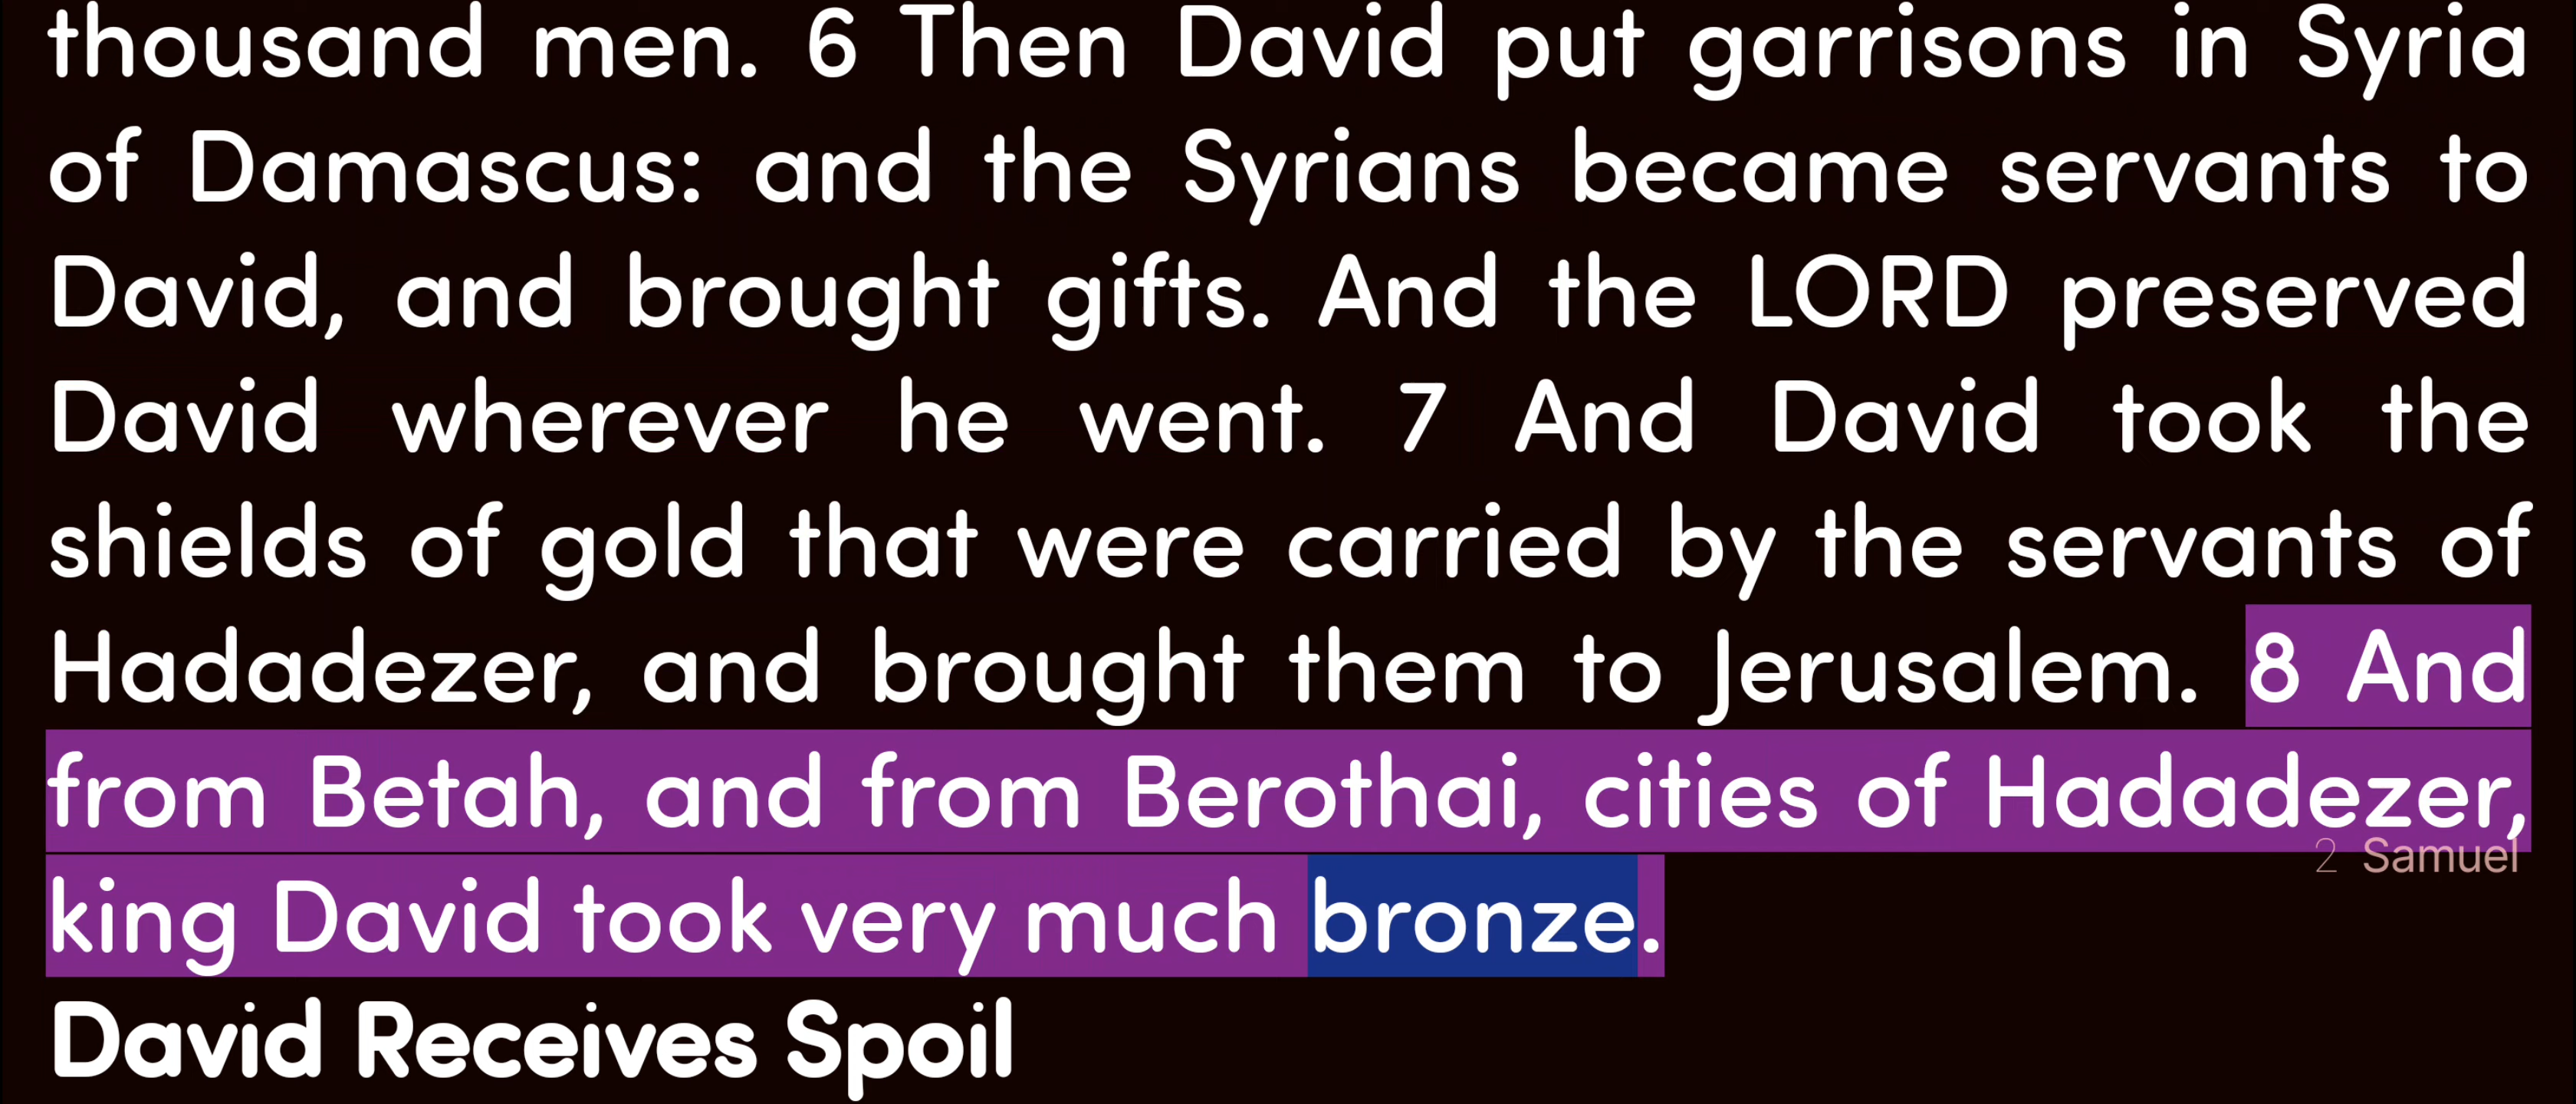 thousand men. 6 Then David put garrisons in Syria
of Damascus: and the Syrians became servants to
David, and brought gifts. And the LORD preserved
David wherever he went. 7 And David took the
shields of gold that were carried by the servants of
Hadadezer, and brought them to Jerusalem. 8 And
from Betah, and from Berothai, cities of Hadadezer,
2 Samuel
king David took very much bronze.
David Receives Spoil